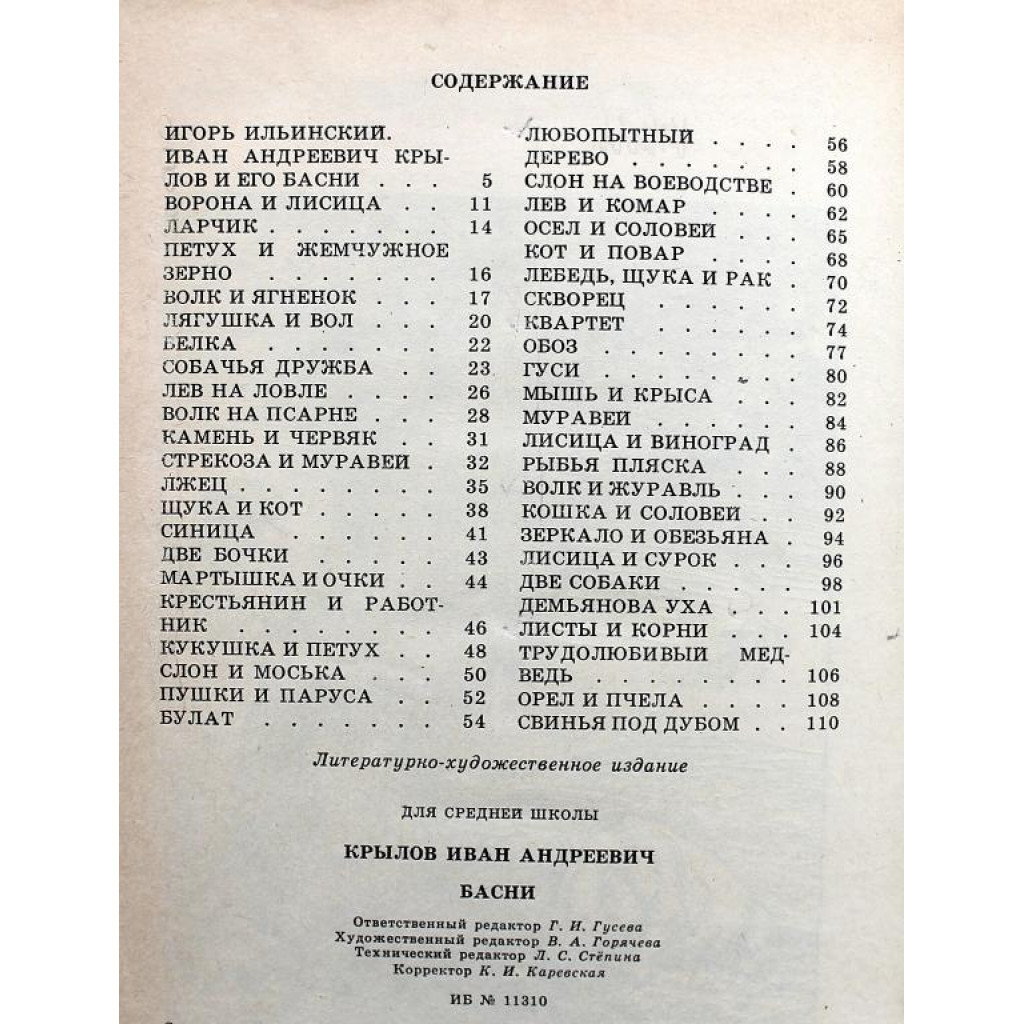 СОДЕРЖАНИЕ
ИГОРЬ ИЛЬИНСКИЙ.
ИВАН АНДРЕЕВИЧ КРЫ-
ЛОВ И ЕГО БАСНИ . . . 5
ВОРОНА И ЛИСИЦА . . 11
ЛАРЧИК . . . . . . . 14
ПЕТУХ И ЖЕМЧУЖНОЕ
ЗЕРНО . . . . . . . 16
ВОЛК И ЯГНЕНОК . . . 17
ЛЯГУШКА И ВОЛ . . . 20
БЕЛКА . . . . . . . 22
СОБАЧЬЯ ДРУЖБА . . 23
ЛЕВ НА ЛОВЛЕ . . . . 26
ВОЛК НА ПСАРНЕ . . . 28
КАМЕНЬ И ЧЕРВЯК . . 31
СТРЕКОЗА И МУРАВЕЙ . 32
ЛЖЕЦ . . . . . . . . 35
ЩУКА И КОТ . . . . . 38
СИНИЦА . . . . . . 41
ДВЕ БОЧКИ . . . . . 43
МАРТЫШКА И ОЧКИ . . 44
КРЕСТЬЯНИН И РАБОТ-
НИК . . . . . . . . 46
КУКУШКА И ПЕТУХ . . 48
СЛОН И МОСЬКА . . . 50
ПУШКИ И ПАРУСА . . 52
БУЛАТ . . . . . . . 54
ЛЮБОПЫТНЫЙ . . . . 56
ДЕРЕВО . . . . . . . 58
СЛОН НА ВОЕВОДСТВЕ . 60
ЛЕВ И КОМАР . . . . 62
ОСЕЛ И СОЛОВЕЙ . . . 65
КОТ И ПОВАР . . . . 68
ЛЕБЕДЬ, ЩУКА И РАК . 70
СКВОРЕЦ . . . . . . 72
КВАРТЕТ . . . . . . 74
ОБОЗ . . . . . . . . 77
ГУСИ . . . . . . . . 80
МЫШЬ И КРЫСА . . . 82
МУРАВЕЙ . . . . . . 84
ЛИСИЦА И ВИНОГРАД . 86
РЫБЬЯ ПЛЯСКА . . . 88
ВОЛК И ЖУРАВЛЬ . . . 90
КОШКА И СОЛОВЕЙ . . 92
ЗЕРКАЛО И ОБЕЗЬЯНА . 94
ЛИСИЦА И СУРОК . . . 96
ДВЕ СОБАКИ . . . . . 98
ДЕМЬЯНОВА УХА . . . 101
ЛИСТЫ И КОРНИ . . . 104
ТРУДОЛЮБИВЫЙ МЕД-
ВЕДЬ . . . . . . . . 106
ОРЕЛ И ПЧЕЛА . . . . 108
СВИНЬЯ ПОД ДУБОМ . . 110
Литературно-художественное издание
ДЛЯ СРЕДНЕЙ ШКОЛЫ
КРЫЛОВ ИВАН АНДРЕЕВИЧ
БАСНИ
Ответственный редактор Г. И. Гусева
Художественный редактор В. А. Горячева
Технический редактор Л. С. Стёпина
Корректор К. И. Каревская
ИБ № 11310